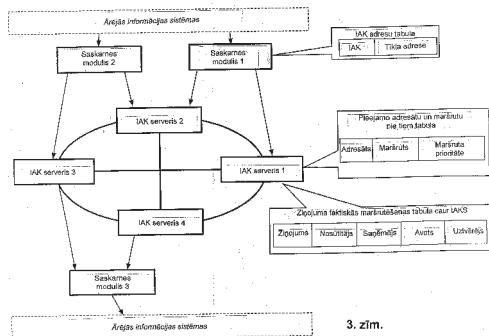 Ārējās informācijas sistēmas
Saskarnes
modulis 2
Saskarnes
modulis 1
IAK adresu tabula
IAK
Tīkla adrese
IAK serveris 2
Pieejamo adresātu un maršrutu
pie tiem tabula
Adresāts
Maršruts
Maršruta
prioritāte
IAK serveris 3
IAK serveris 1
Ziņojuma faktiskās maršrutēšanas tabula caur IAKS
Ziņojums
Nosūtītājs
Saņēmējs
Avots
Uztvērējs
IAK serveris 4
Saskarnes
modulis 3
Ārējās informācijas sistēmas
3. zīm.